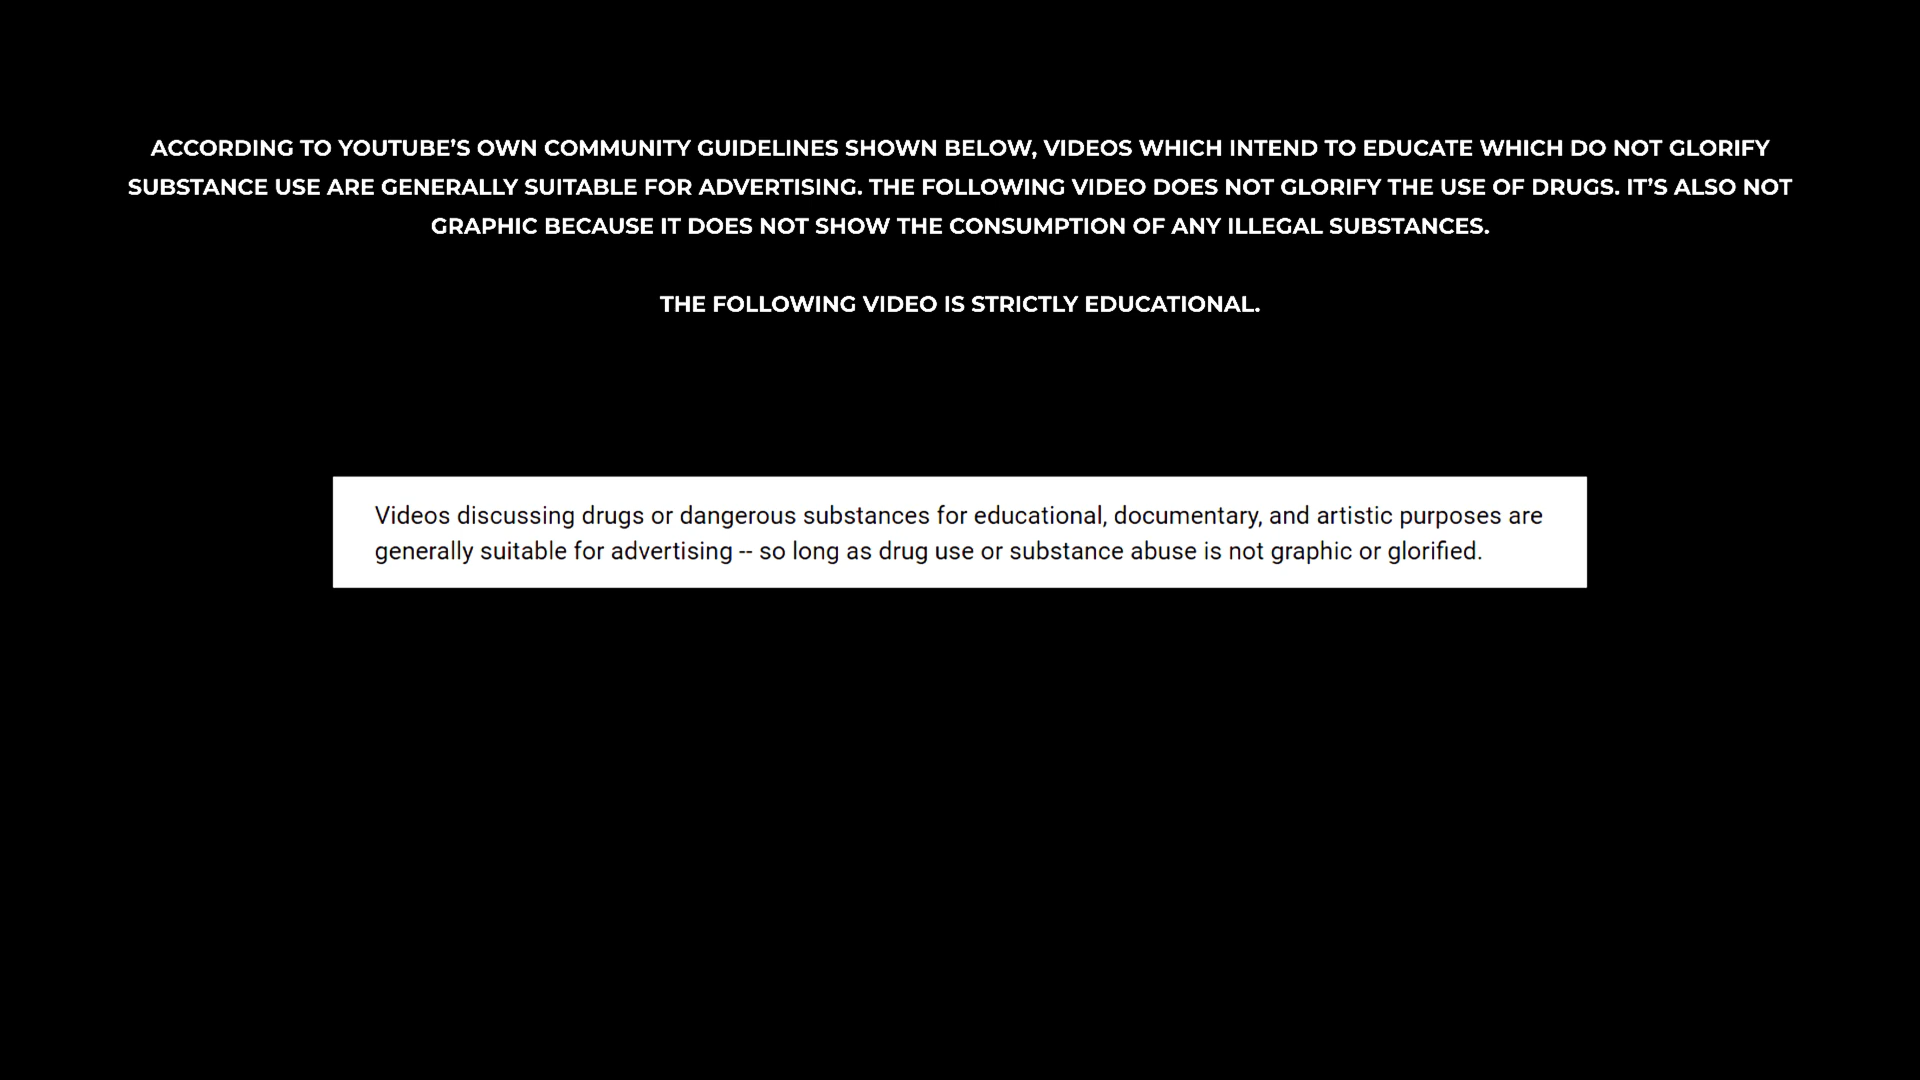 ACCORDING TO YOUTUBE’S OWN COMMUNITY GUIDELINES SHOWN BELOW, VIDEOS WHICH INTEND TO EDUCATE WHICH DO NOT GLORIFY
SUBSTANCE USE ARE GENERALLY SUITABLE FOR ADVERTISING. THE FOLLOWING VIDEO DOES NOT GLORIFY THE USE OF DRUGS. IT’S ALSO NOT
GRAPHIC BECAUSE IT DOES NOT SHOW THE CONSUMPTION OF ANY ILLEGAL SUBSTANCES.
THE FOLLOWING VIDEO IS STRICTLY EDUCATIONAL.
Videos discussing drugs or dangerous substances for educational, documentary, and artistic purposes are
generally suitable for advertising -- so long as drug use or substance abuse is not graphic or glorified.